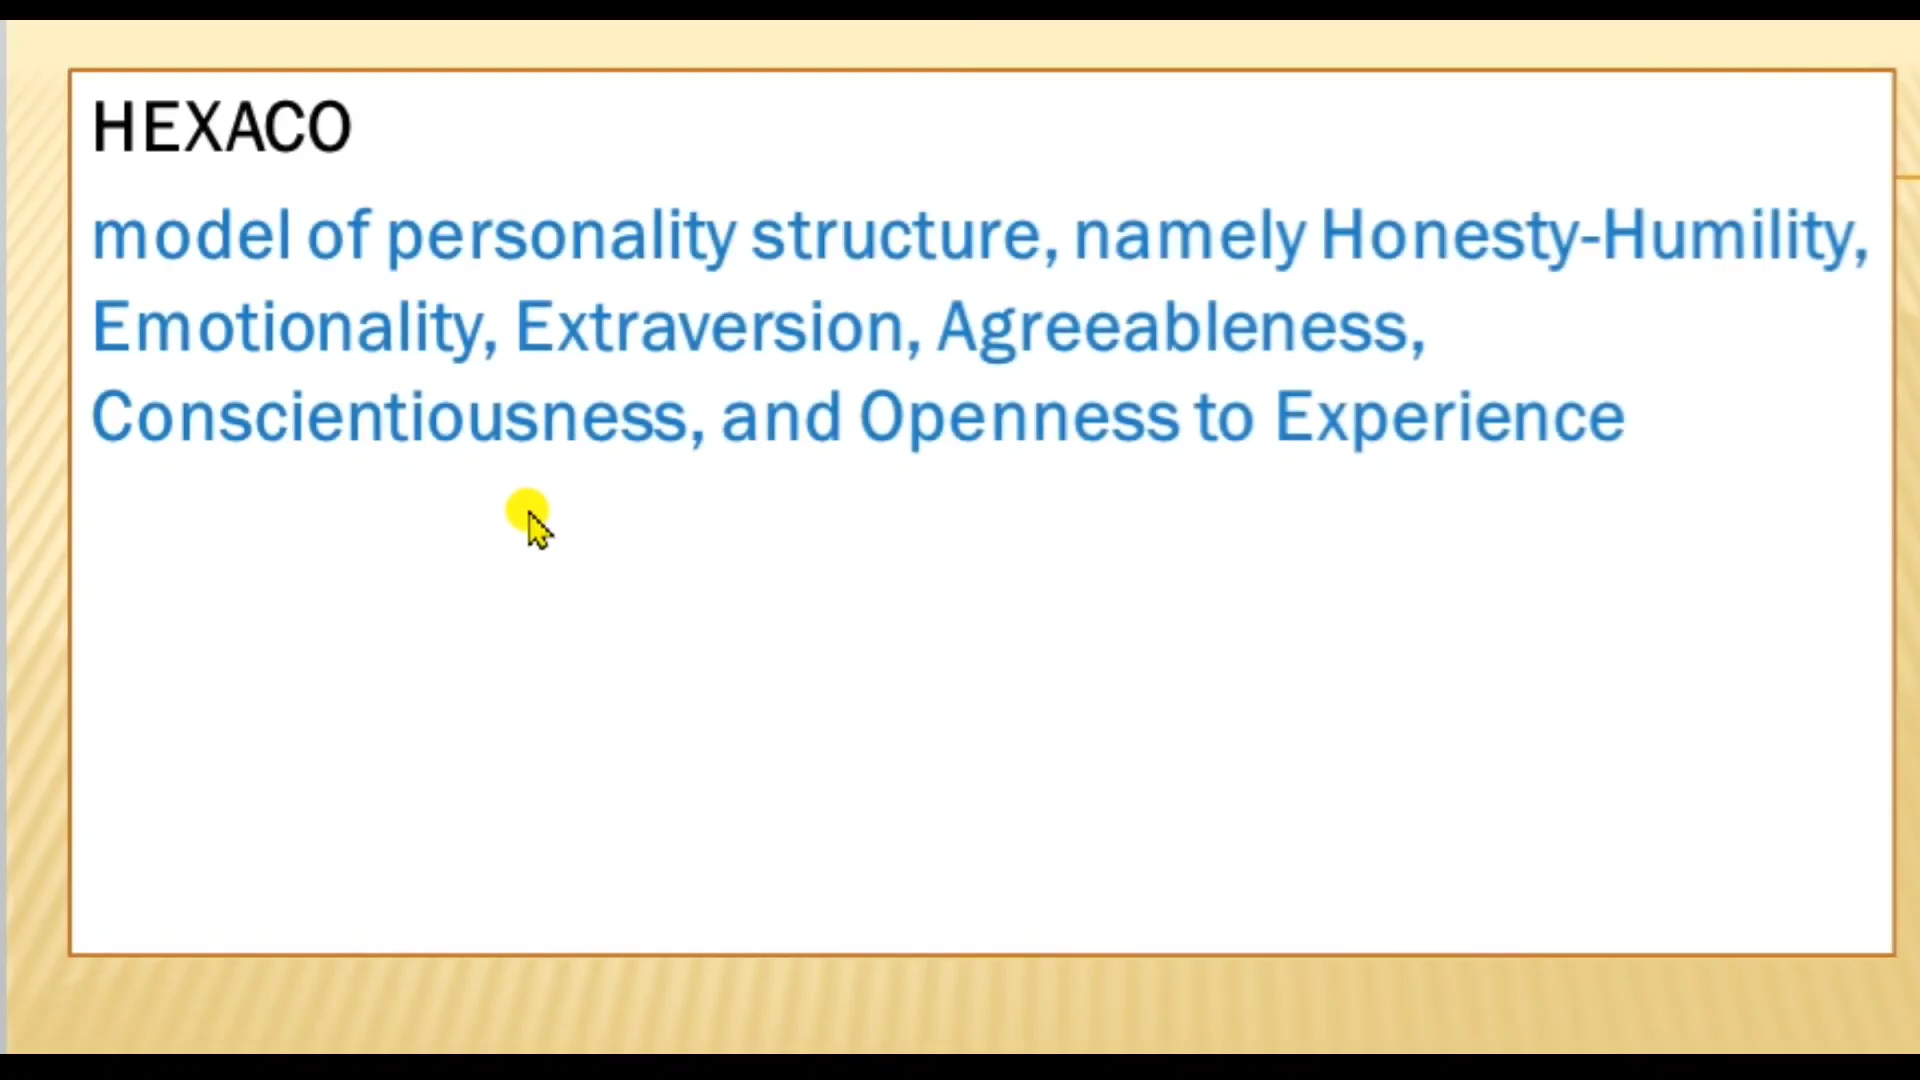 HEXACO
model of personality structure, namely Honesty-Humility,
Emotionality, Extraversion, Agreeableness,
Conscientiousness, and Openness to Experience